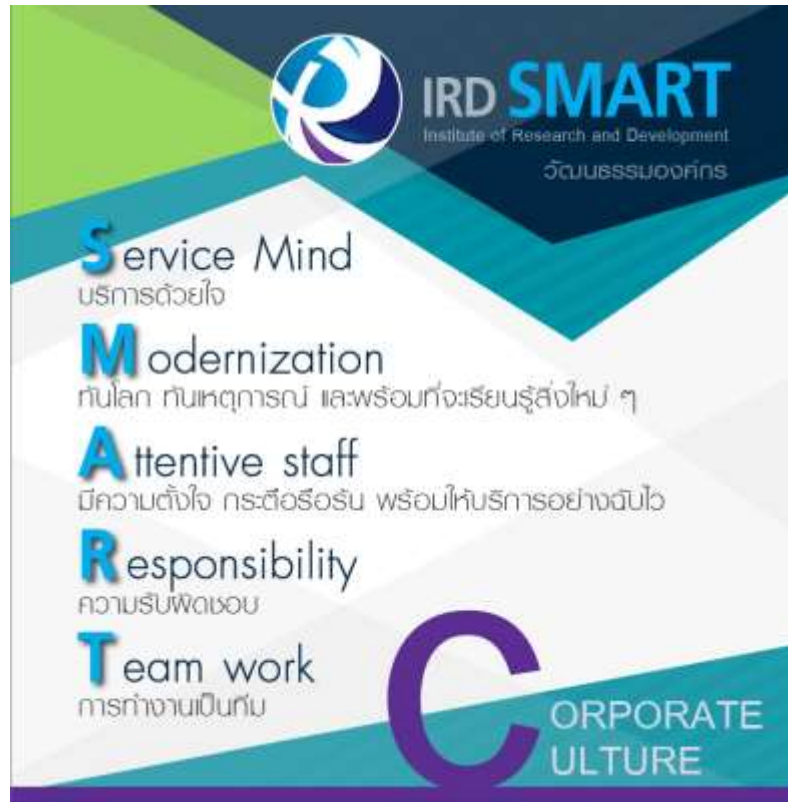 IRD SMART
Institute of Research and Development
วัฒนธรรมองค์กร
Service Mind
บริการด้วยใจ
Modernization
ทันโลก ทันเหตุการณ์ และพร้อมที่จะเรียนรู้สิ่งใหม่ ๆ
Attentive staff
มีความตั้งใจ กระตือรือร้น พร้อมให้บริการอย่างฉับไว
Responsibility
ความรับผิดชอบ
Team work
การทำงานเป็นทีม
CORPORATE
CULTURE